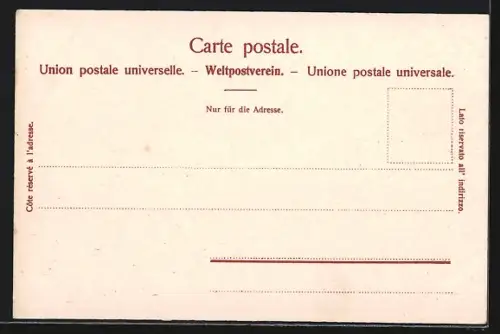 Carte postale.
Union postale universelle. – Weltpostverein. – Unione postale universale.
Nur für die Adresse.
Côte réservé à l'adresse.
Lato riservato all' indirizzo.